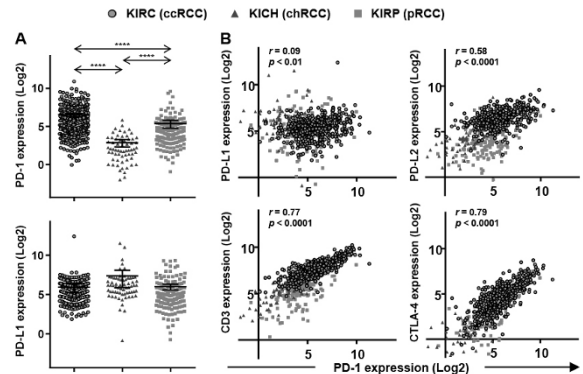 KIRC (ccRCC) KICH (chRCC) KIRP (pRCC)
A
****
**** ****
PD-1 expression (Log2)
10
5
0
PD-L1 expression (Log2)
10
5
0
B
r = 0.09
p < 0.01
PD-L1 expression (Log2)
10
5
5 10
r = 0.58
p < 0.0001
PD-L2 expression (Log2)
10
5
5 10
r = 0.77
p < 0.0001
CD3 expression (Log2)
10
5
5 10
r = 0.79
p < 0.0001
CTLA-4 expression (Log2)
10
5
0
5 10
PD-1 expression (Log2)